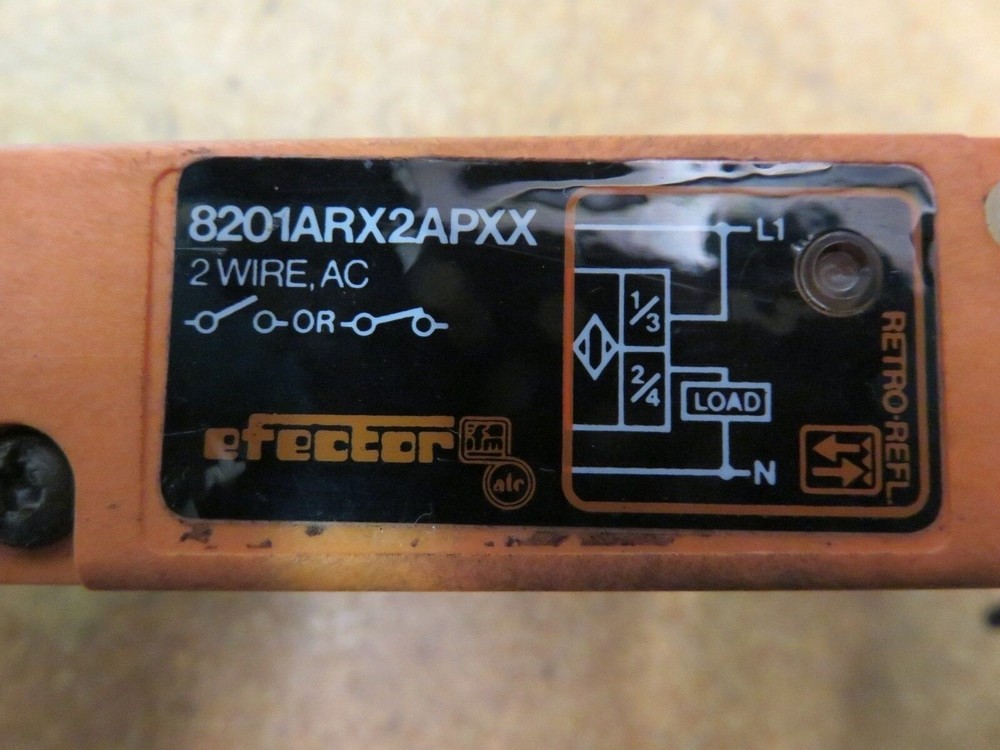 8201ARX2APXX
2 WIRE, AC
OR
efector
ifm
L1
1/3
2/4
LOAD
N
RETRO-REFL.